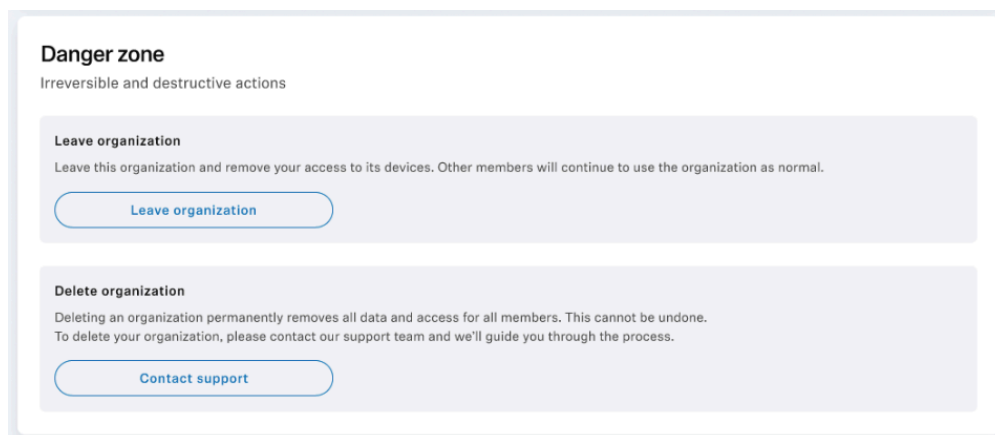 Danger zone
Irreversible and destructive actions
Leave organization
Leave this organization and remove your access to its devices. Other members will continue to use the organization as normal.
Leave organization
Delete organization
Deleting an organization permanently removes all data and access for all members. This cannot be undone.
To delete your organization, please contact our support team and we'll guide you through the process.
Contact support